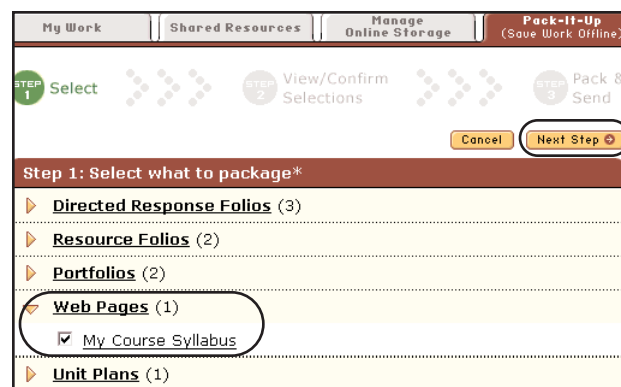 My Work Shared Resources Manage Online Storage Pack-It-Up (Save Work Offline)
STEP 1 Select STEP 2 View/Confirm Selections STEP 3 Pack & Send
Cancel Next Step
Step 1: Select what to package*
Directed Response Folios (3)
Resource Folios (2)
Portfolios (2)
Web Pages (1)
My Course Syllabus
Unit Plans (1)